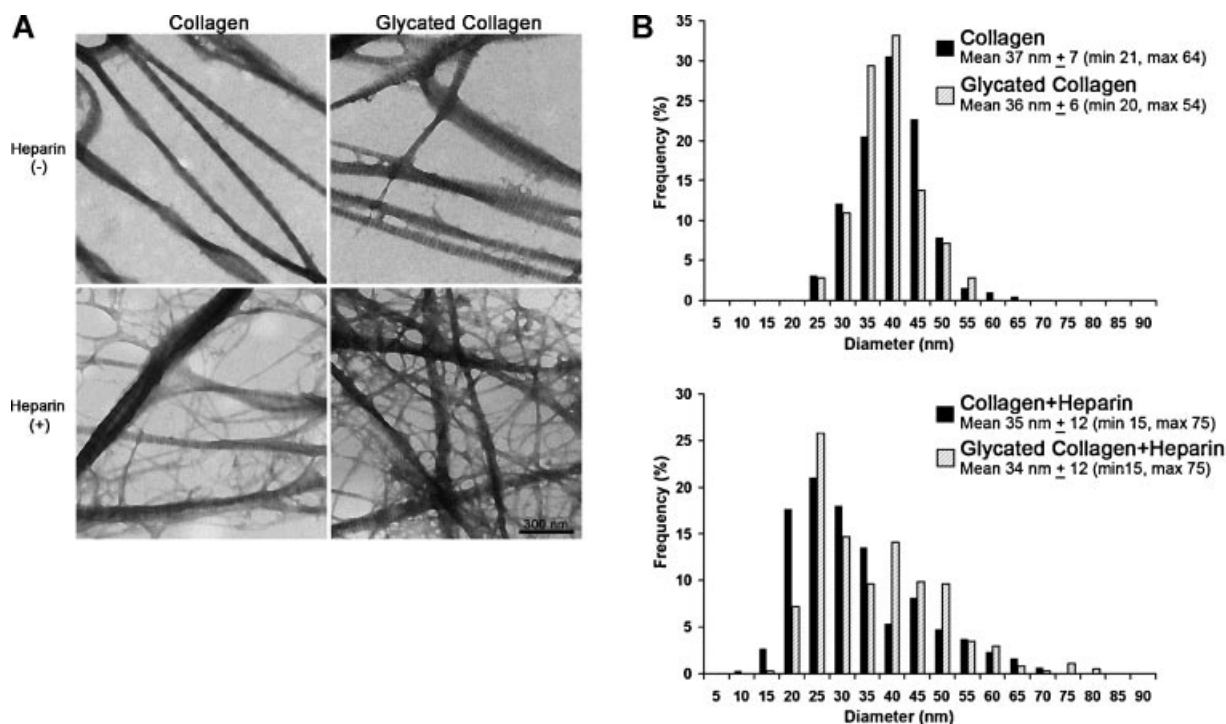 A
Collagen
Glycated Collagen
Heparin
(-)
Heparin
(+)
300 nm
B
35
30
25
20
15
10
5
0
Frequency (%)
Collagen
Mean 37 nm ± 7 (min 21, max 64)
Glycated Collagen
Mean 36 nm ± 6 (min 20, max 54)
5 10 15 20 25 30 35 40 45 50 55 60 65 70 75 80 85 90
Diameter (nm)
30
25
20
15
10
5
0
Frequency (%)
Collagen+Heparin
Mean 35 nm ± 12 (min 15, max 75)
Glycated Collagen+Heparin
Mean 34 nm ± 12 (min15, max 75)
5 10 15 20 25 30 35 40 45 50 55 60 65 70 75 80 85 90
Diameter (nm)